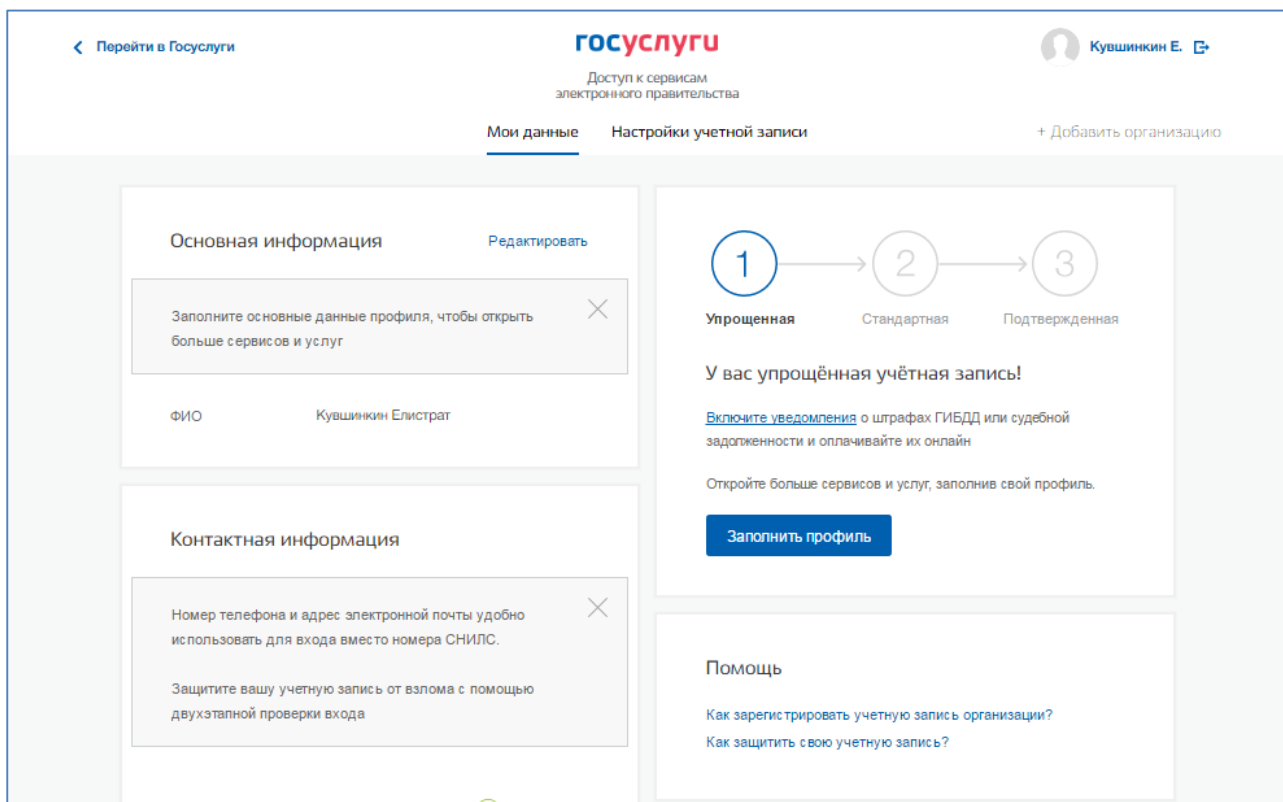 Перейти в Госуслуги
госуслуги
Кувшинкин Е.
Доступ к сервисам
электронного правительства
Мои данные
Настройки учетной записи
+ Добавить организацию
Основная информация
Редактировать
Заполните основные данные профиля, чтобы открыть
больше сервисов и услуг
ФИО
Кувшинкин Елистрат
Контактная информация
Номер телефона и адрес электронной почты удобно
использовать для входа вместо номера СНИЛС.
Защитите вашу учетную запись от взлома с помощью
двухэтапной проверки входа
1
2
3
Упрощенная
Стандартная
Подтвержденная
У вас упрощённая учётная запись!
Включите уведомления о штрафах ГИБДД или судебной
задолженности и оплачивайте их онлайн
Откройте больше сервисов и услуг, заполнив свой профиль.
Заполнить профиль
Помощь
Как зарегистрировать учетную запись организации?
Как защитить свою учетную запись?